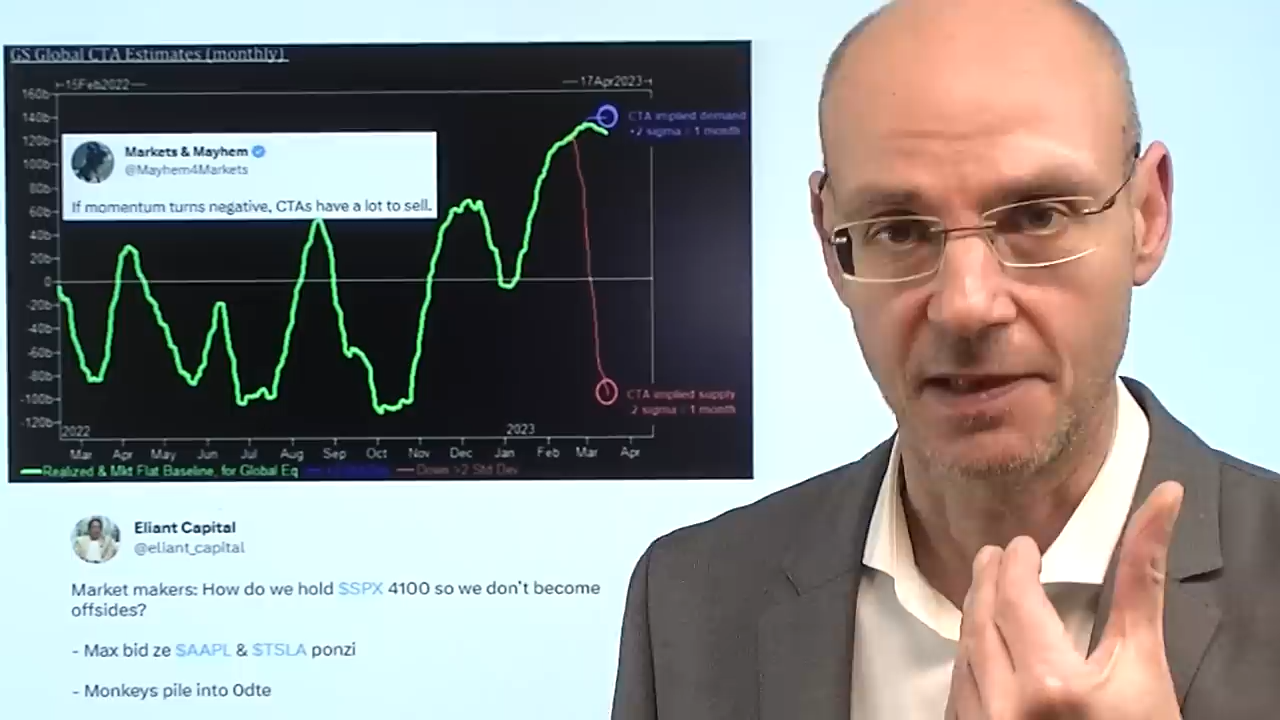 GS Global CTA Estimates (monthly)
15Feb2022
17Apr2023
160b
140b
120b
100b
80b
60b
40b
20b
0
-20b
-40b
-60b
-80b
-100b
-120b
CTA implied demand
+2 sigma / 1 month
Markets & Mayhem
@Mayhem4Markets
If momentum turns negative, CTAs have a lot to sell.
CTA implied supply
2 sigma / 1 month
2022
2023
Mar Apr May Jun Jul Aug Sep Oct Nov Dec Jan Feb Mar Apr
Realized & Mkt Flat Baseline, for Global Eq
Down >2 Std Dev
Eliant Capital
@eliant_capital
Market makers: How do we hold $SPX 4100 so we don't become
offsides?
- Max bid ze $AAPL & $TSLA ponzi
- Monkeys pile into 0dte